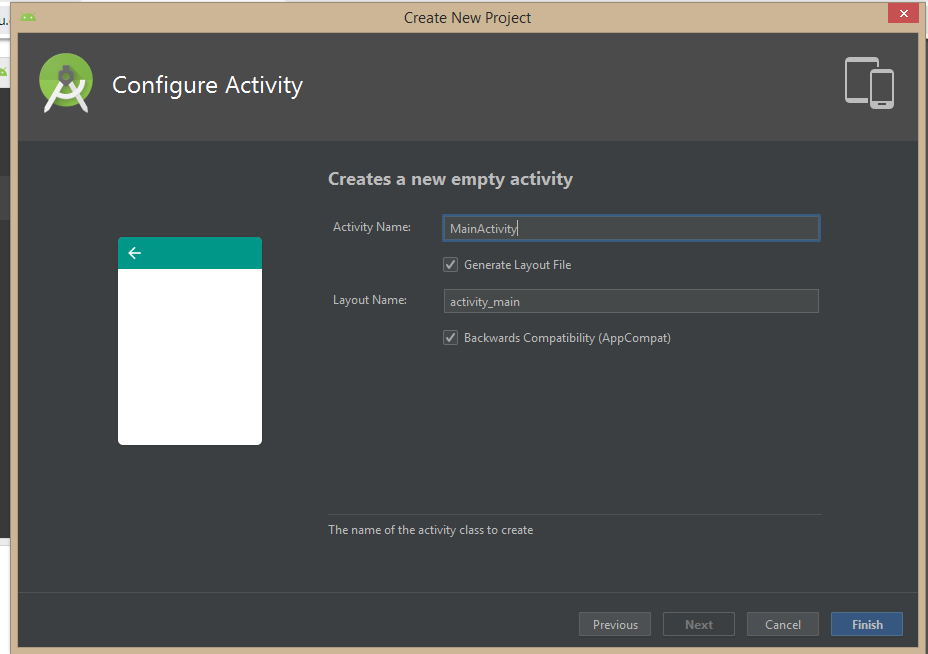 u.
Create New Project
Configure Activity
Creates a new empty activity
Activity Name: MainActivity
Generate Layout File
Layout Name: activity_main
Backwards Compatibility (AppCompat)
The name of the activity class to create
Previous Next Cancel Finish